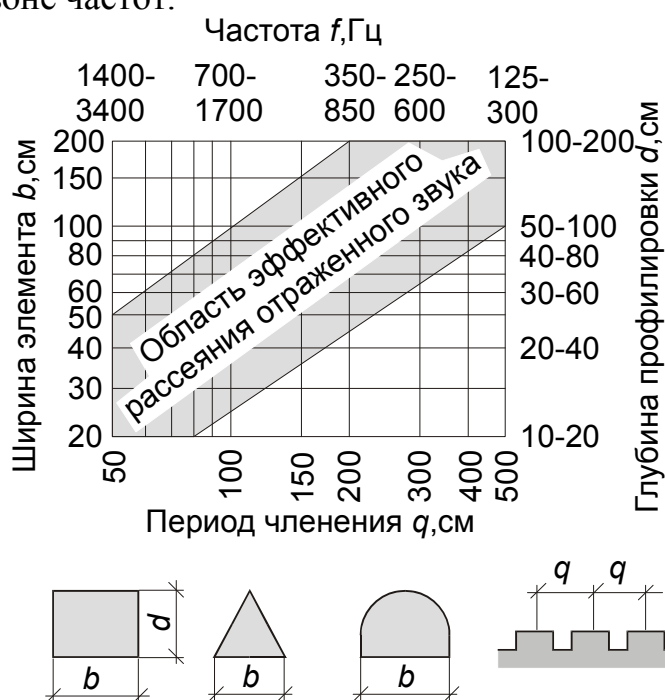 воне частот.
Частота f,Гц
1400- 700- 350- 250- 125-
3400 1700 850 600 300
Ширина элемента b,см
200
150
100
80
60
50
40
30
20
Область эффективного
рассеяния отраженного звука
100-200
50-100
40-80
30-60
20-40
10-20
Глубина профилировки d,см
50 100 150 200 300 400 500
Период членения q,см
d
b
b
b
q q